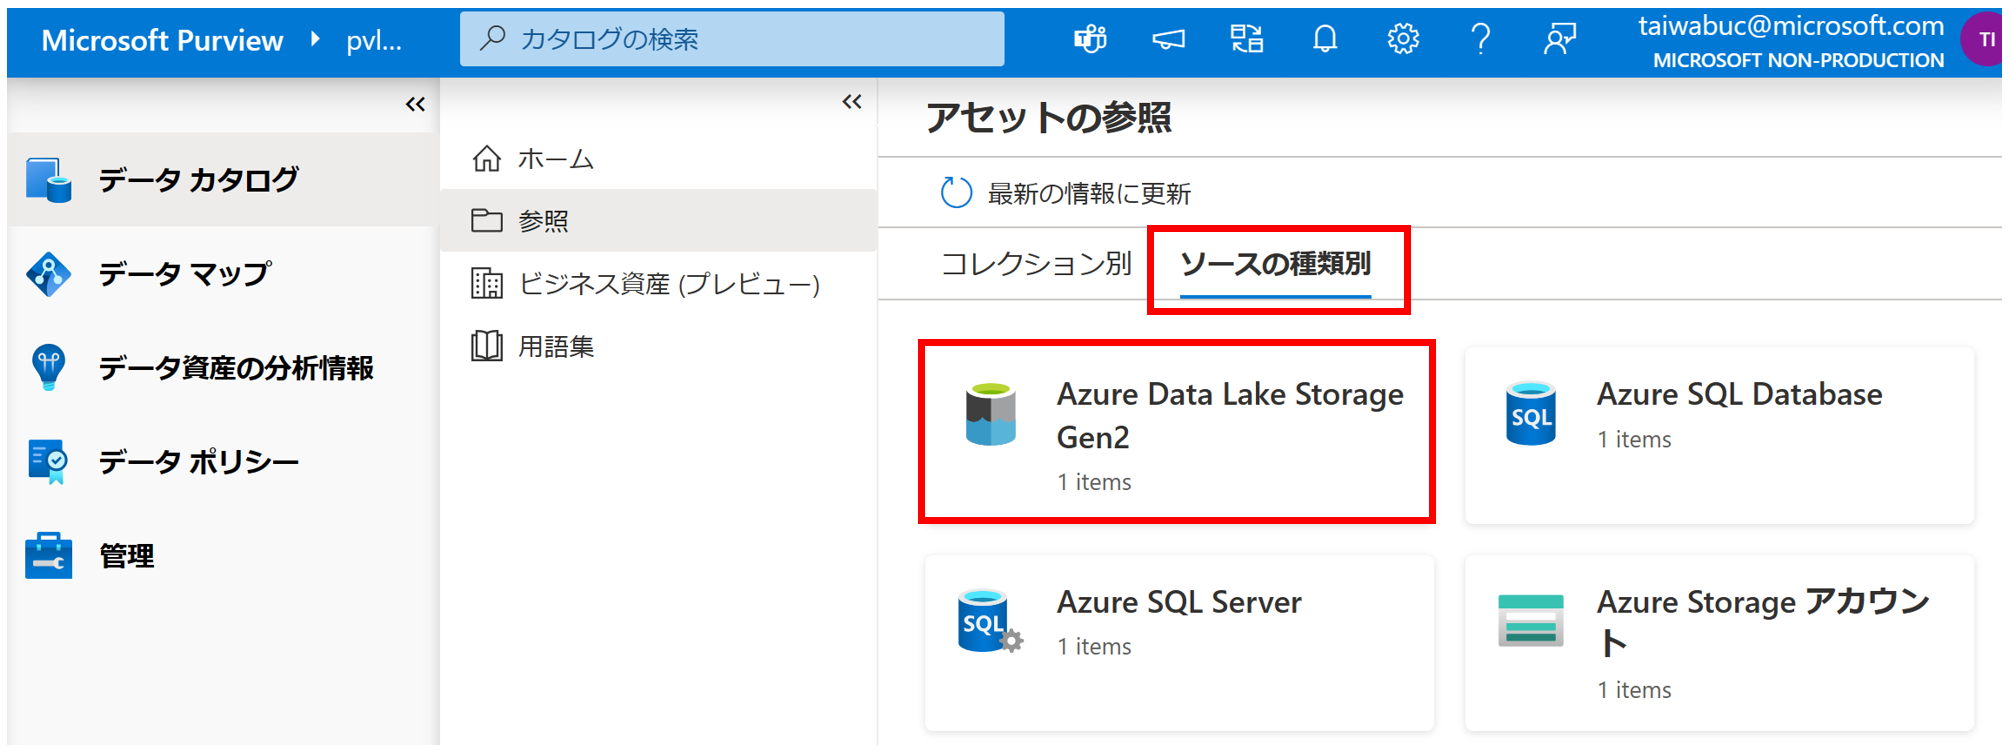 Microsoft Purview
pvl...
カタログの検索
taiwabuc@microsoft.com
MICROSOFT NON-PRODUCTION
TI
データ カタログ
データ マップ
データ資産の分析情報
データ ポリシー
管理
ホーム
参照
ビジネス資産 (プレビュー)
用語集
アセットの参照
最新の情報に更新
コレクション別
ソースの種類別
Azure Data Lake Storage
Gen2
1 items
SQL
Azure SQL Database
1 items
SQL
Azure SQL Server
1 items
Azure Storage アカウン
ト
1 items